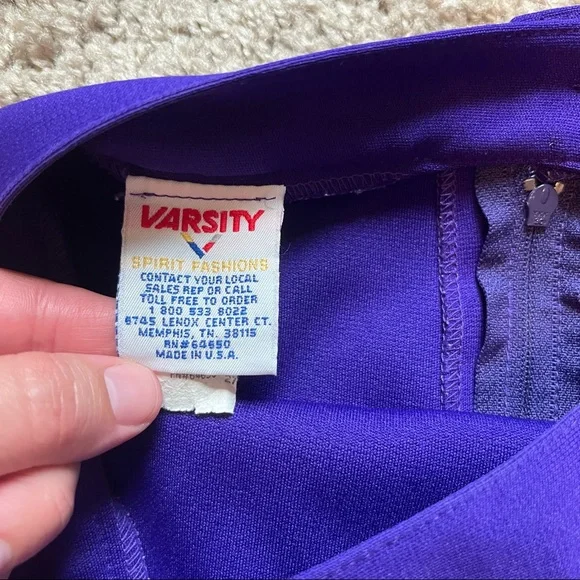 VARSITY
SPIRIT FASHIONS
CONTACT YOUR LOCAL
SALES REP OR CALL
TOLL FREE TO ORDER
1 800 533 8022
6745 LENOX CENTER CT.
MEMPHIS, TN. 38115
RN#64650
MADE IN U.S.A.